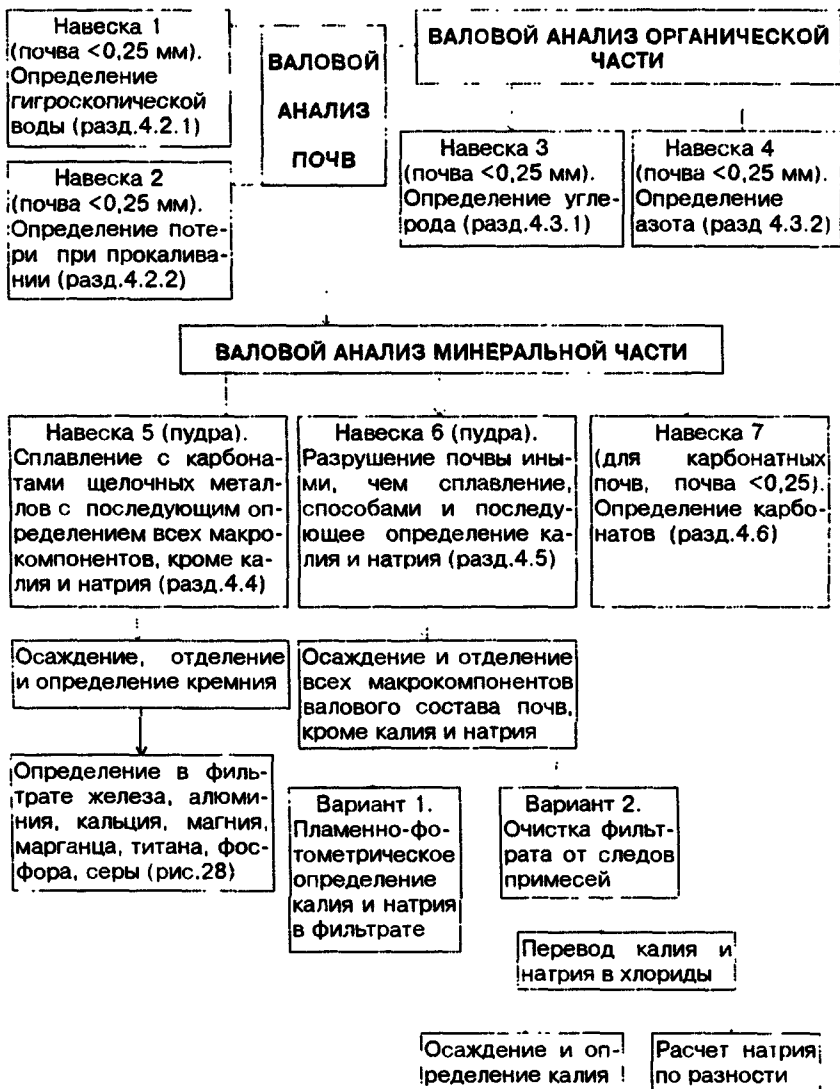 Навеска 1
(почва <0,25 мм).
Определение
гигроскопической
воды (разд.4.2.1)
Навеска 2
(почва <0,25 мм).
Определение поте-
ри при прокалива-
нии (разд.4.2.2)
ВАЛОВОЙ
АНАЛИЗ
ПОЧВ
ВАЛОВОЙ АНАЛИЗ ОРГАНИЧЕСКОЙ
ЧАСТИ
Навеска 3
(почва <0,25 мм).
Определение угле-
рода (разд.4.3.1)
Навеска 4
(почва <0,25 мм).
Определение
азота (разд 4.3.2)
ВАЛОВОЙ АНАЛИЗ МИНЕРАЛЬНОЙ ЧАСТИ
Навеска 5 (пудра).
Сплавление с карбона-
тами щелочных метал-
лов с последующим оп-
ределением всех макро-
компонентов, кроме ка-
лия и натрия (разд.4.4)
Навеска 6 (пудра).
Разрушение почвы ины-
ми, чем сплавление,
способами и последу-
ющее определение ка-
лия и натрия (разд.4.5)
Навеска 7
(для карбонатных
почв, почва <0,25).
Определение карбо-
натов (разд.4.6)
Осаждение, отделение
и определение кремния
Осаждение и отделение
всех макрокомпонентов
валового состава почв,
кроме калия и натрия
Определение в филь-
трате железа, алюми-
ния, кальция, магния,
марганца, титана, фос-
фора, серы (рис.28)
Вариант 1.
Пламенно-фо-
тометрическое
определение
калия и натрия
в фильтрате
Вариант 2.
Очистка фильт-
рата от следов
примесей
Перевод калия и
натрия в хлориды
Осаждение и оп-
ределение калия
Расчет натрия
по разности